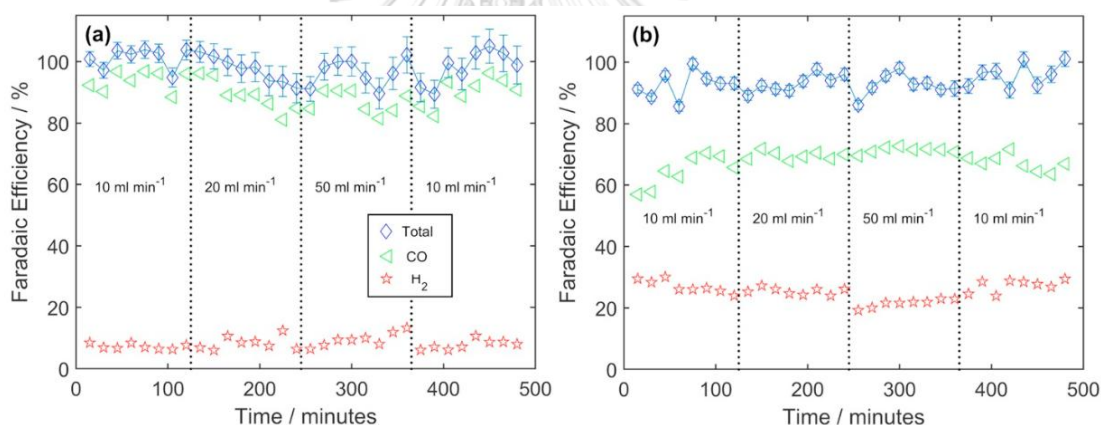 (a)
Faradaic Efficiency / %
100
80
60
40
20
0
10 ml min⁻¹
20 ml min⁻¹
50 ml min⁻¹
10 ml min⁻¹
Total
CO
H₂
0
100
200
300
400
500
Time / minutes
(b)
Faradaic Efficiency / %
100
80
60
40
20
0
10 ml min⁻¹
20 ml min⁻¹
50 ml min⁻¹
10 ml min⁻¹
0
100
200
300
400
500
Time / minutes